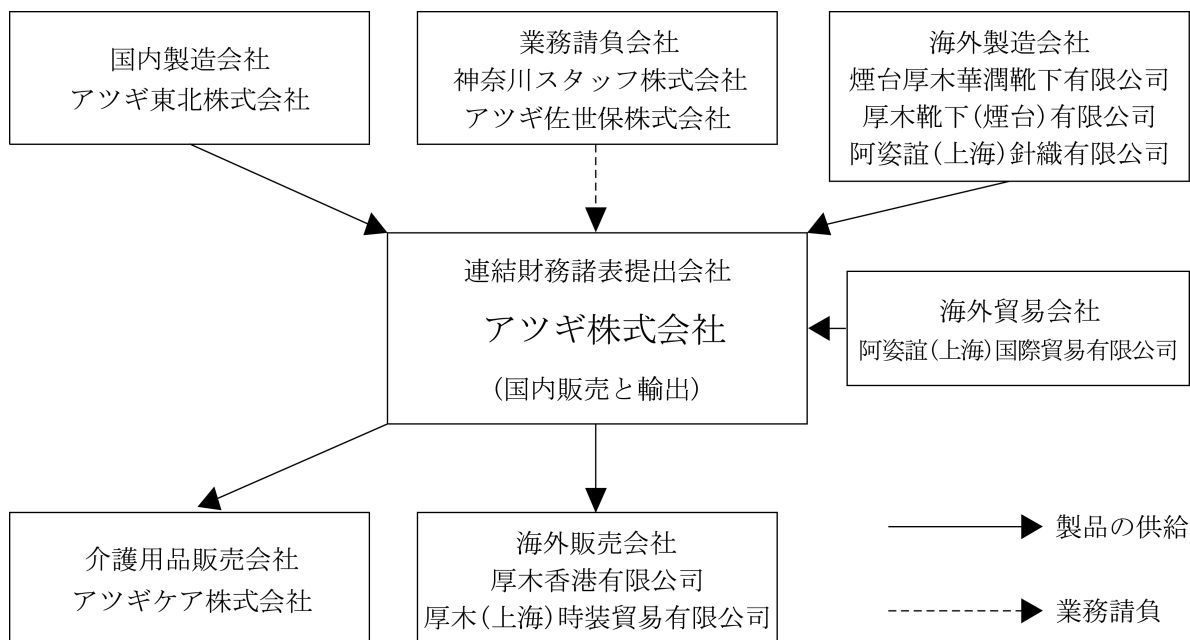 国内製造会社
アツギ東北株式会社
業務請負会社
神奈川スタッフ株式会社
アツギ佐世保株式会社
海外製造会社
煙台厚木華潤靴下有限公司
厚木靴下(煙台)有限公司
阿姿誼(上海)針織有限公司
連結財務諸表提出会社
アツギ株式会社
(国内販売と輸出)
海外貿易会社
阿姿誼(上海)国際貿易有限公司
介護用品販売会社
アツギケア株式会社
海外販売会社
厚木香港有限公司
厚木(上海)時装貿易有限公司
製品の供給
業務請負